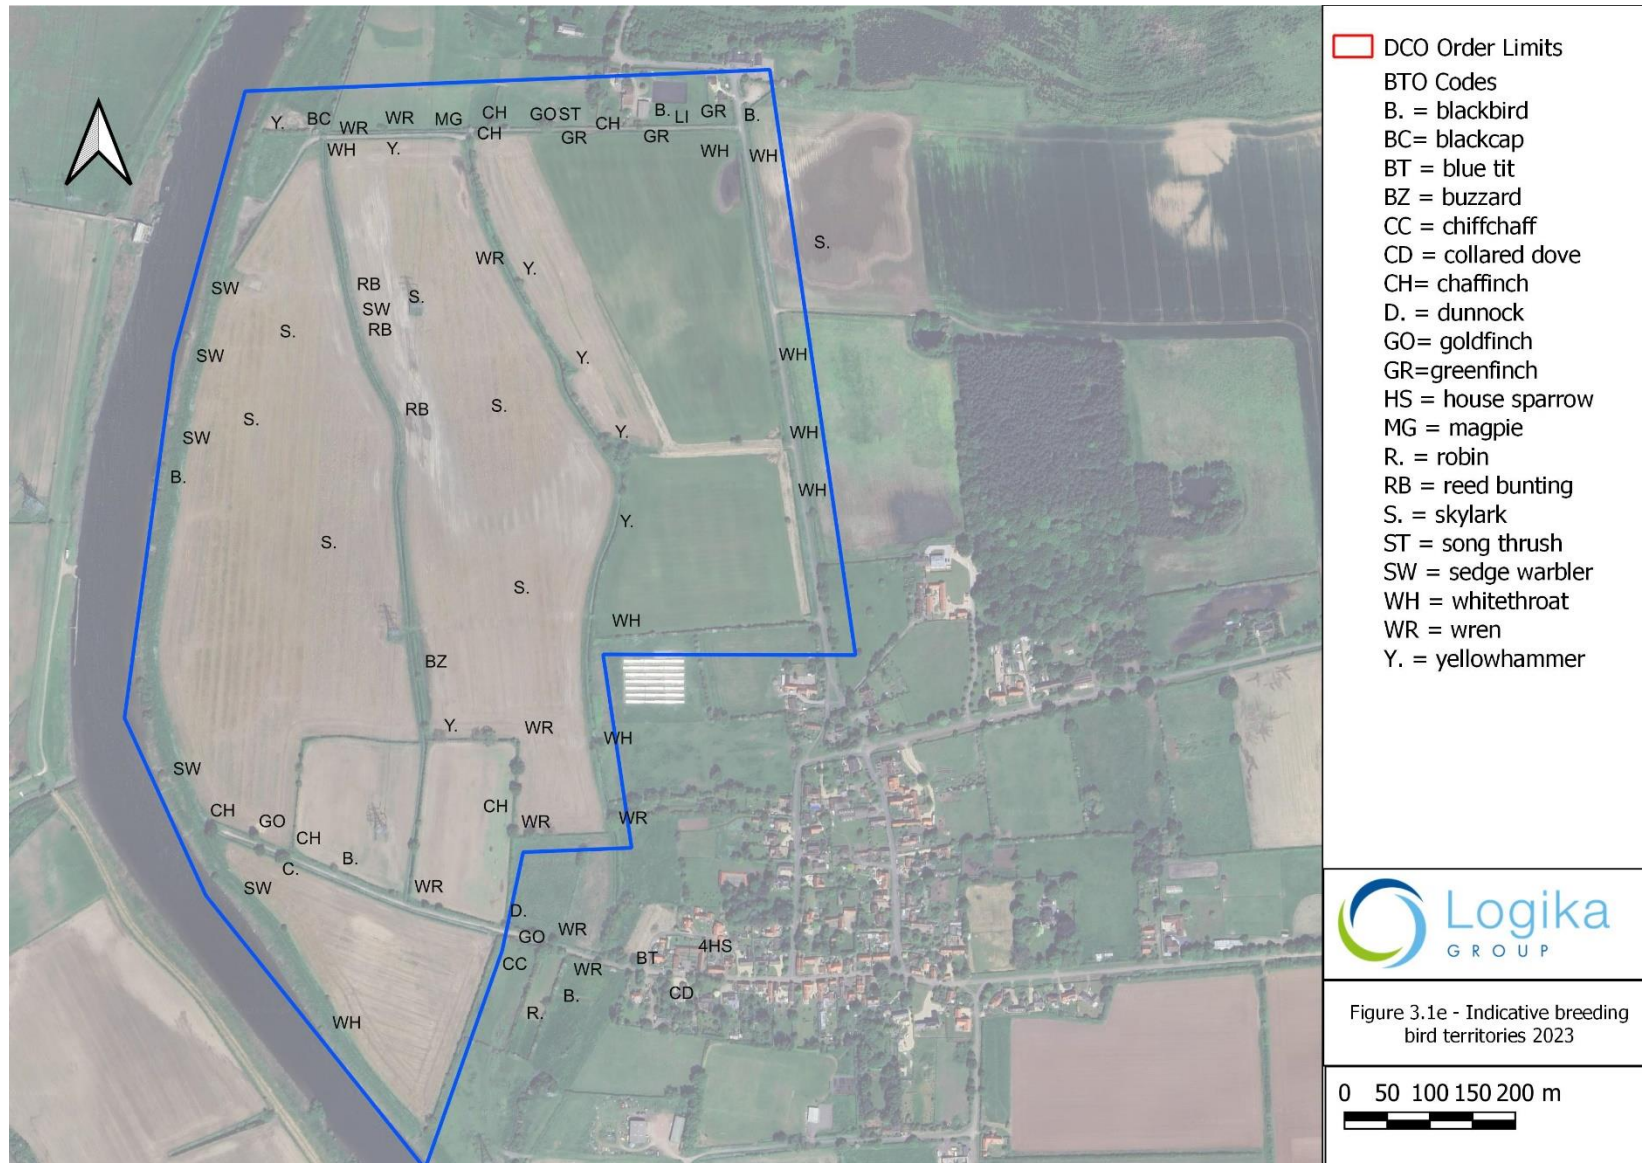 B.
LI
GR
B.
Y.
BC
WR
WR
MG
CH
GO
ST
CH
CH
GR
GR
WH
Y.
WH
WH
S.
WR
Y.
SW
RB
SW
RB
S.
S.
SW
Y.
WH
RB
S.
S.
SW
Y.
WH
B.
WH
Y.
S.
S.
WH
BZ
Y.
WR
WH
SW
CH
GO
CH
CH
WR
WR
B.
C.
SW
WR
D.
GO
WR
CC
WR
BT
4HS
CD
B.
R.
WH
DCO Order Limits
BTO Codes
B. = blackbird
BC= blackcap
BT = blue tit
BZ = buzzard
CC = chiffchaff
CD = collared dove
CH= chaffinch
D. = dunnock
GO= goldfinch
GR=greenfinch
HS = house sparrow
MG = magpie
R. = robin
RB = reed bunting
S. = skylark
ST = song thrush
SW = sedge warbler
WH = whitethroat
WR = wren
Y. = yellowhammer
Logika
GROUP
Figure 3.1e - Indicative breeding
bird territories 2023
0 50 100 150 200 m